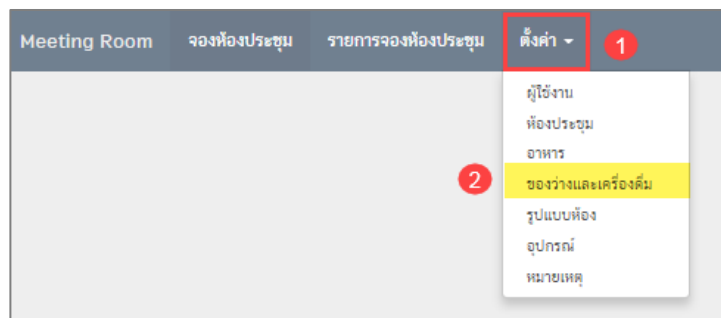 Meeting Room จองห้องประชุม รายการจองห้องประชุม ตั้งค่า 1
ผู้ใช้งาน
ห้องประชุม
อาหาร
2 ของว่างและเครื่องดื่ม
รูปแบบห้อง
อุปกรณ์
หมายเหตุ